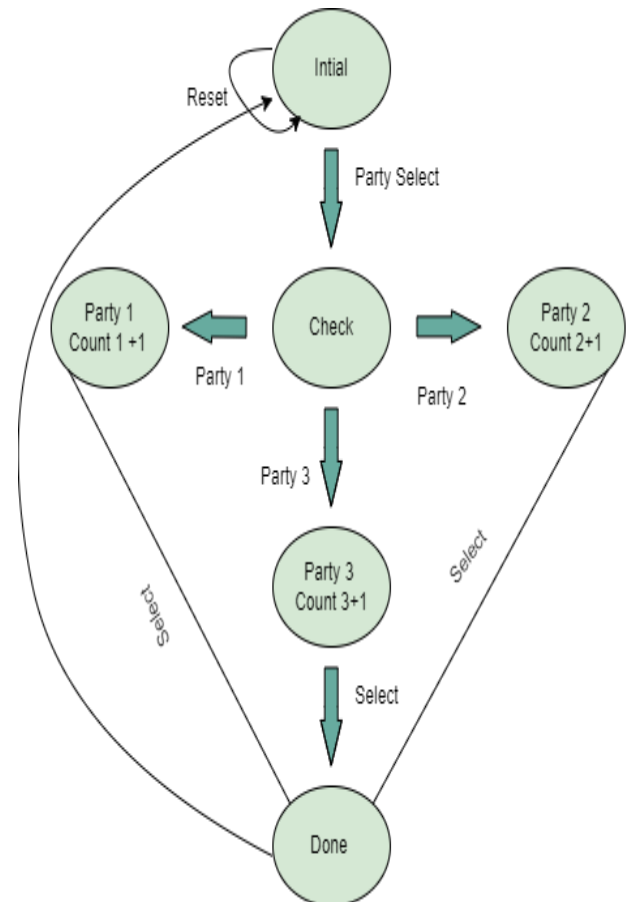 Intial
Reset
Party Select
Party 1
Count 1 +1
Check
Party 2
Count 2+1
Party 1
Party 2
Party 3
Party 3
Count 3+1
Select
Select
Select
Done